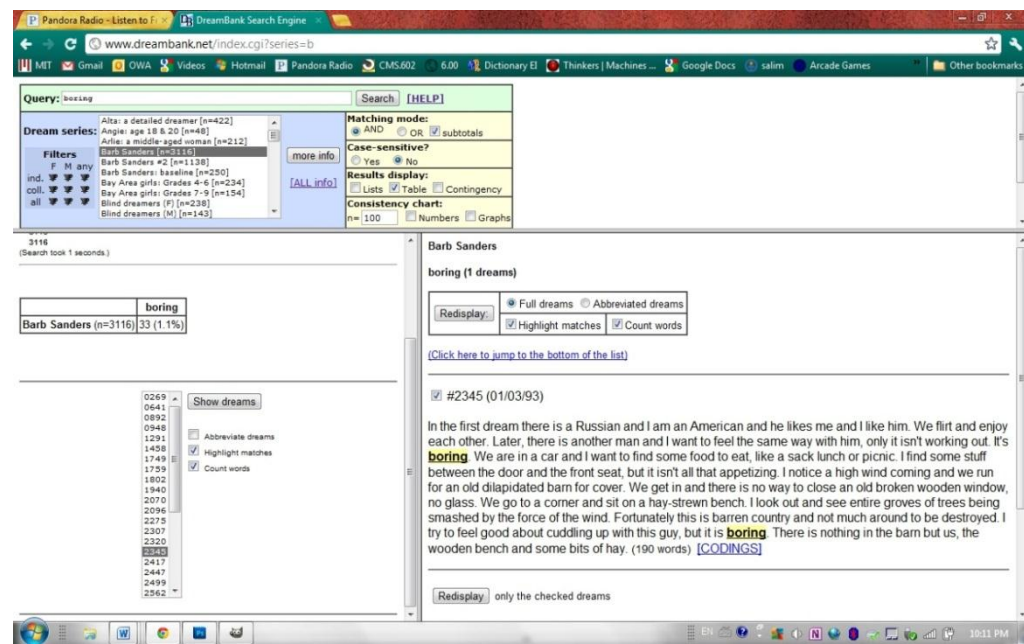 Pandora Radio - Listen to F
DreamBank Search Engine
www.dreambank.net/index.cgi?series=b
MIT Gmail OWA Videos Hotmail Pandora Radio CMS.602 6.00 Dictionary El Thinkers | Machines ... Google Docs salim Arcade Games Other bookmarks
Query: boring Search [HELP]
Dream series:
Alta: a detailed dreamer [n=422]
Angie: age 18 & 20 [n=48]
Arlie: a middle-aged woman [n=212]
Barb Sanders [n=3116]
Barb Sanders #2 [n=1138]
Barb Sanders: baseline [n=250]
Bay Area girls: Grades 4-6 [n=234]
Bay Area girls: Grades 7-9 [n=154]
Blind dreamers (F) [n=238]
Blind dreamers (M) [n=143]
Filters
F M any
ind.
coll.
all
more info
[ALL info]
Matching mode:
AND OR subtotals
Case-sensitive?
Yes No
Results display:
Lists Table Contingency
Consistency chart:
n= 100 Numbers Graphs
3116
(Search took 1 seconds.)
boring
Barb Sanders (n=3116) 33 (1.1%)
0269
0641
0892
0948
1291
1458
1749
1759
1802
1940
2070
2096
2275
2307
2320
2345
2417
2447
2499
2562
Show dreams
Abbreviate dreams
Highlight matches
Count words
Barb Sanders
boring (1 dreams)
Redisplay:
Full dreams Abbreviated dreams
Highlight matches Count words
(Click here to jump to the bottom of the list)
#2345 (01/03/93)
In the first dream there is a Russian and I am an American and he likes me and I like him. We flirt and enjoy
each other. Later, there is another man and I want to feel the same way with him, only it isn't working out. It's
boring. We are in a car and I want to find some food to eat, like a sack lunch or picnic. I find some stuff
between the door and the front seat, but it isn't all that appetizing. I notice a high wind coming and we run
for an old dilapidated barn for cover. We get in and there is no way to close an old broken wooden window,
no glass. We go to a corner and sit on a hay-strewn bench. I look out and see entire groves of trees being
smashed by the force of the wind. Fortunately this is barren country and not much around to be destroyed. I
try to feel good about cuddling up with this guy, but it is boring. There is nothing in the barn but us, the
wooden bench and some bits of hay. (190 words) [CODINGS]
Redisplay only the checked dreams
EN
10:11 PM